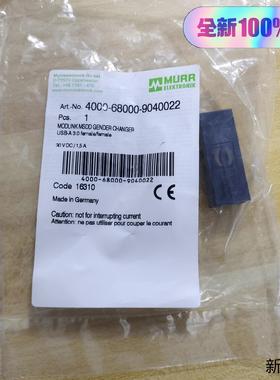 全新100%
MURR
ELEKTRONIK
Art.-No. 4000-68000-9040022
Pcs. 1
MODLINK MSDD GENDER CHANGER
USB-A 3.0 female/female
30 VDC / 1,5 A
Code 16310
4000-68000-9040022
Made in Germany
Caution: not for interrupting current
Attention: ne pas utiliser pour couper le courant
新